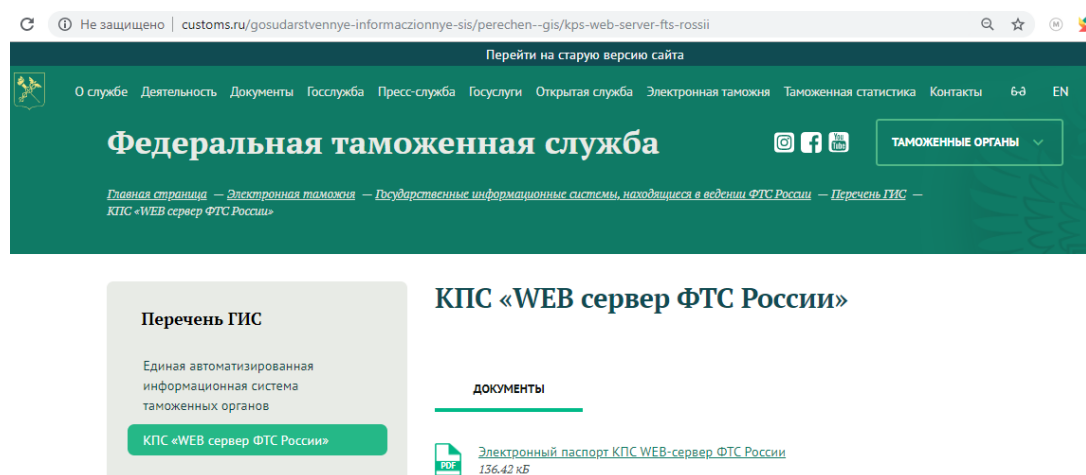 Не защищено | customs.ru/gosudarstvennye-informaczionnye-sis/perechen--gis/kps-web-server-fts-rossii
Перейти на старую версию сайта
О службе Деятельность Документы Госслужба Пресс-служба Госуслуги Открытая служба Электронная таможня Таможенная статистика Контакты EN
Федеральная таможенная служба
You Tube
ТАМОЖЕННЫЕ ОРГАНЫ
Главная страница — Электронная таможня — Государственные информационные системы, находящиеся в ведении ФТС России — Перечень ГИС —
КПС «WEB сервер ФТС России»
КПС «WEB сервер ФТС России»
Перечень ГИС
Единая автоматизированная
информационная система
таможенных органов
КПС «WEB сервер ФТС России»
ДОКУМЕНТЫ
Электронный паспорт КПС WEB-сервер ФТС России
PDF
136.42 кБ